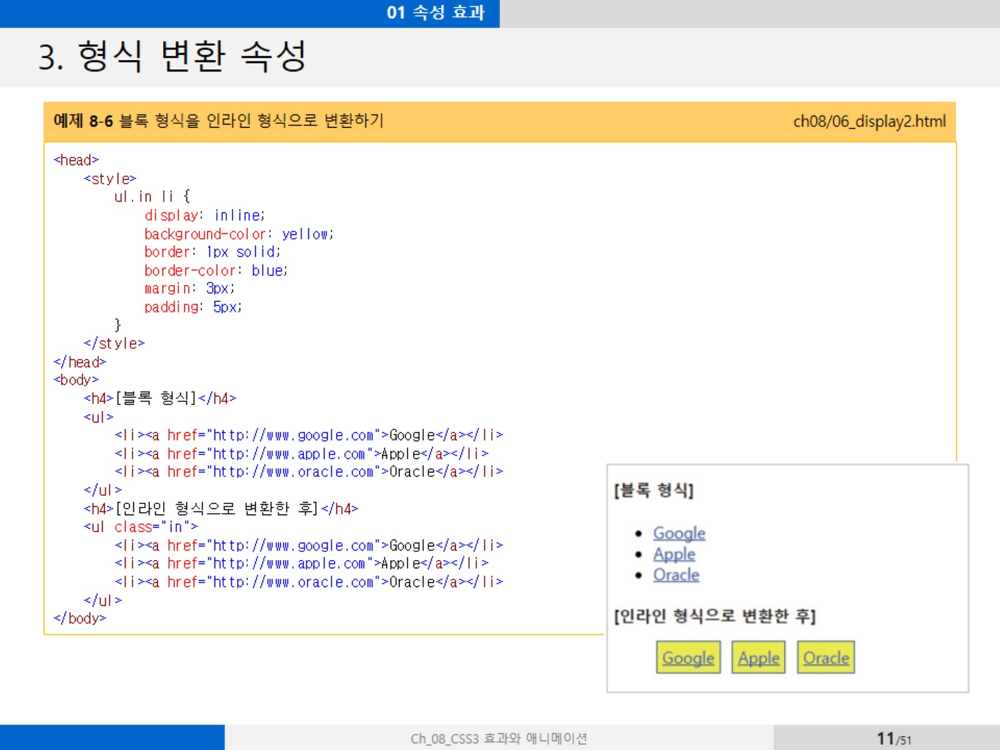 01 속성 효과
3. 형식 변환 속성
예제 8-6 블록 형식을 인라인 형식으로 변환하기 ch08/06_display2.html
<head>
<style>
ul.in li {
display: inline;
background-color: yellow;
border: 1px solid;
border-color: blue;
margin: 3px;
padding: 5px;
}
</style>
</head>
<body>
<h4>[블록 형식]</h4>
<ul>
<li><a href="http://www.google.com">Google</a></li>
<li><a href="http://www.apple.com">Apple</a></li>
<li><a href="http://www.oracle.com">Oracle</a></li>
</ul>
<h4>[인라인 형식으로 변환한 후]</h4>
<ul class="in">
<li><a href="http://www.google.com">Google</a></li>
<li><a href="http://www.apple.com">Apple</a></li>
<li><a href="http://www.oracle.com">Oracle</a></li>
</ul>
</body>
[블록 형식]
• Google
• Apple
• Oracle
[인라인 형식으로 변환한 후]
Google Apple Oracle
Ch_08_CSS3 효과와 애니메이션
11/51